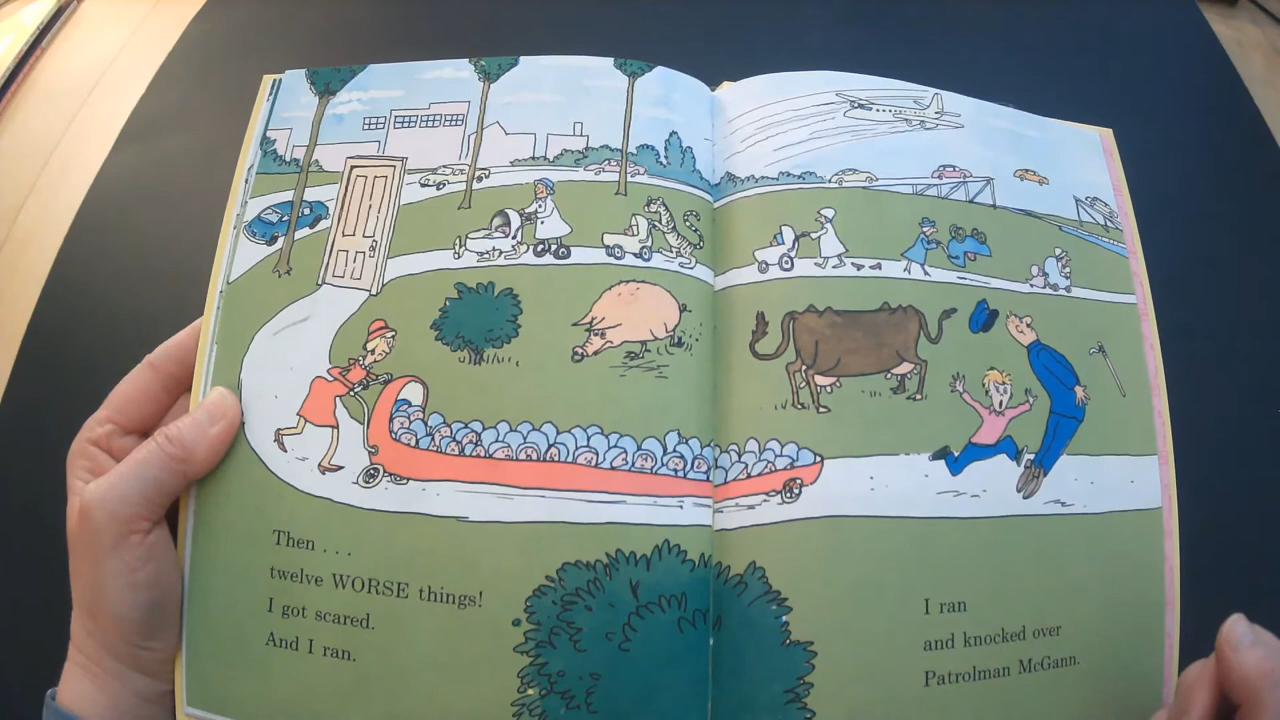 Then . . .
twelve WORSE things!
I got scared.
And I ran.
I ran
and knocked over
Patrolman McGann.